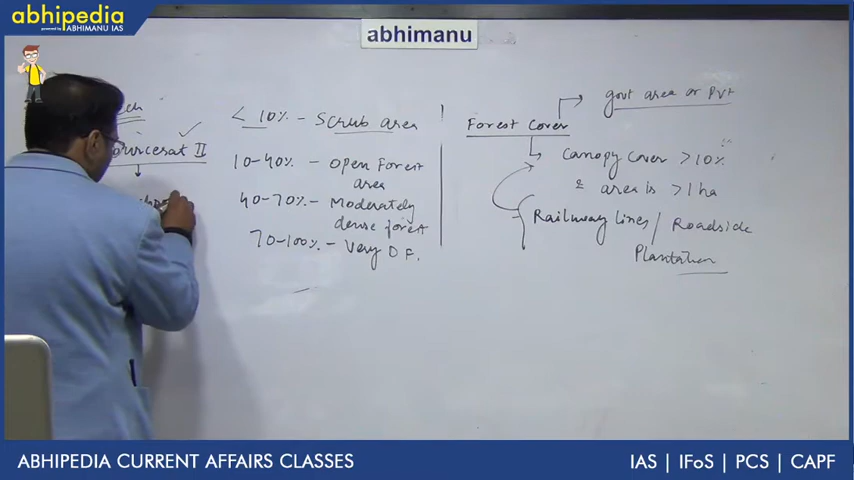 abhipedia
powered by ABHIMANU IAS
abhimanu
II
< 10% - Scrub area
10-40% - Open Forest
area
40-70% - Moderately
dense forest
70-100% - Very D F.
Forest Cover
govt area or Pvt
Canopy Cover > 10%
& area is > 1 ha
Railway lines / Roadside
Plantation
ABHIPEDIA CURRENT AFFAIRS CLASSES
IAS | IFoS | PCS | CAPF